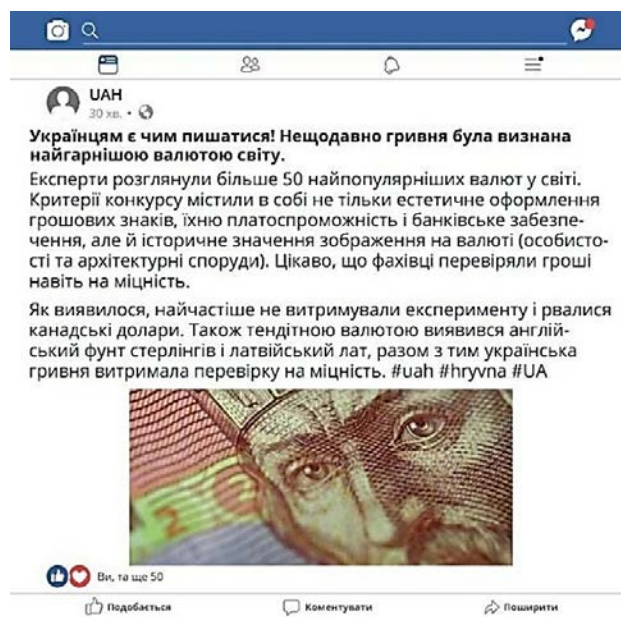 UAH
30 хв. •
Українцям є чим пишатися! Нещодавно гривня була визнана
найгарнішою валютою світу.
Експерти розглянули більше 50 найпопулярніших валют у світі.
Критерії конкурсу містили в собі не тільки естетичне оформлення
грошових знаків, їхню платоспроможність і банківське забезпе-
чення, але й історичне значення зображення на валюті (особисто-
сті та архітектурні споруди). Цікаво, що фахівці перевіряли гроші
навіть на міцність.
Як виявилося, найчастіше не витримували експерименту і рвалися
канадські долари. Також тендітною валютою виявився англій-
ський фунт стерлінгів і латвійський лат, разом з тим українська
гривня витримала перевірку на міцність. #uah #hryvna #UA
Ви, та ще 50
Подобається Коментувати Поширити